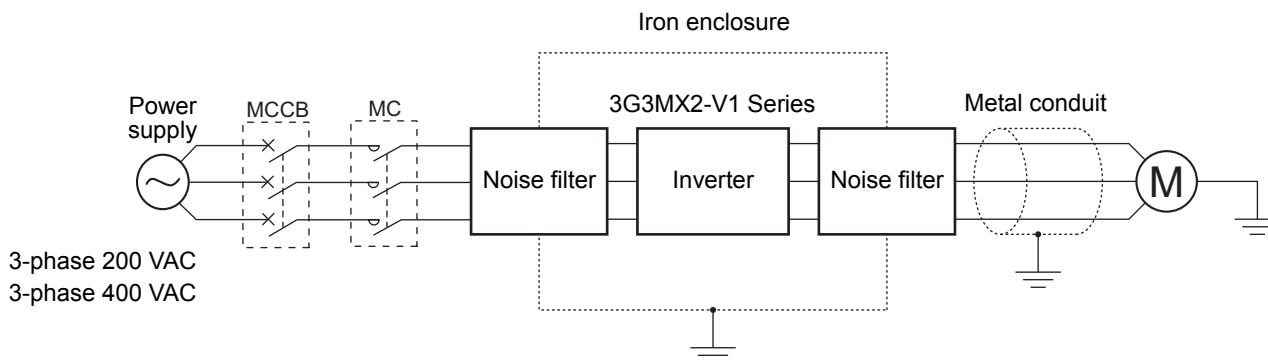 Iron enclosure
Power
supply
MCCB
MC
3G3MX2-V1 Series
Metal conduit
Noise filter
Inverter
Noise filter
M
3-phase 200 VAC
3-phase 400 VAC